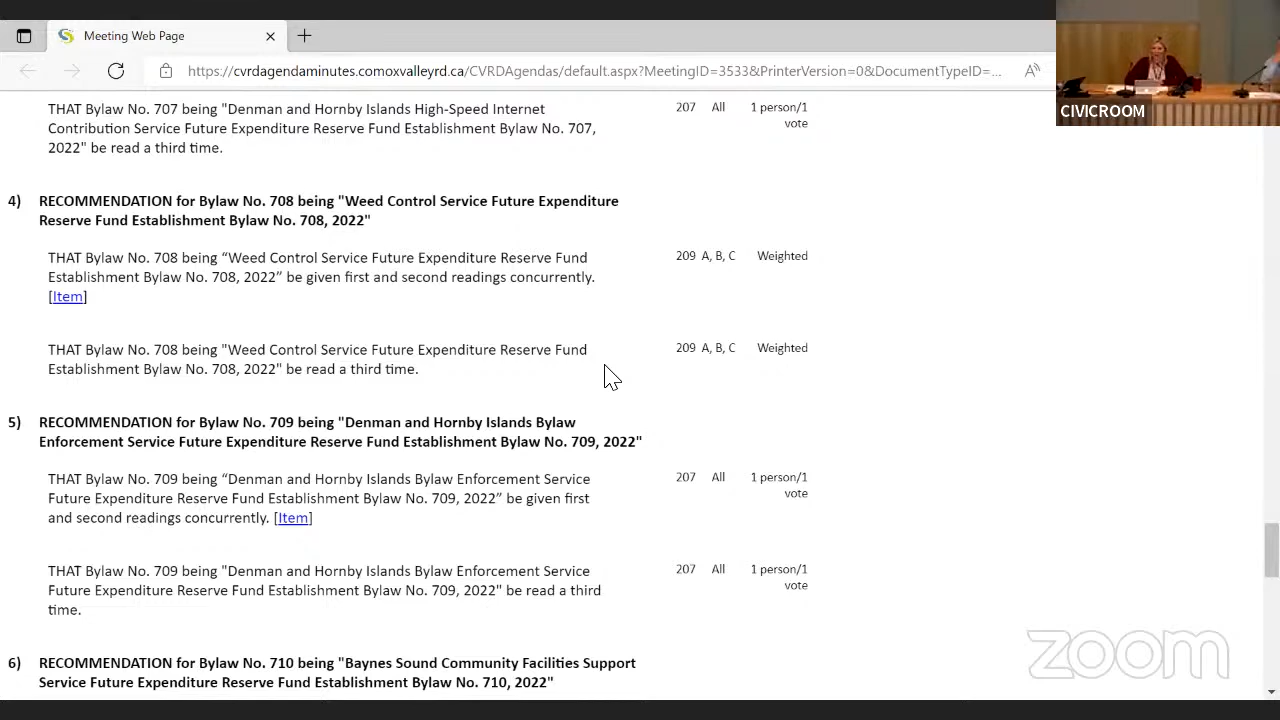 Meeting Web Page
https://cvrdagendaminutes.comoxvalleyrd.ca/CVRDAgendas/default.aspx?MeetingID=3533&PrinterVersion=0&DocumentTypeID=...
CIVICROOM
THAT Bylaw No. 707 being "Denman and Hornby Islands High-Speed Internet
Contribution Service Future Expenditure Reserve Fund Establishment Bylaw No. 707,
2022" be read a third time.
207 All 1 person/1
vote
4) RECOMMENDATION for Bylaw No. 708 being "Weed Control Service Future Expenditure
Reserve Fund Establishment Bylaw No. 708, 2022"
THAT Bylaw No. 708 being “Weed Control Service Future Expenditure Reserve Fund
Establishment Bylaw No. 708, 2022” be given first and second readings concurrently.
[Item]
209 A, B, C Weighted
THAT Bylaw No. 708 being "Weed Control Service Future Expenditure Reserve Fund
Establishment Bylaw No. 708, 2022" be read a third time.
209 A, B, C Weighted
5) RECOMMENDATION for Bylaw No. 709 being "Denman and Hornby Islands Bylaw
Enforcement Service Future Expenditure Reserve Fund Establishment Bylaw No. 709, 2022"
THAT Bylaw No. 709 being “Denman and Hornby Islands Bylaw Enforcement Service
Future Expenditure Reserve Fund Establishment Bylaw No. 709, 2022” be given first
and second readings concurrently. [Item]
207 All 1 person/1
vote
THAT Bylaw No. 709 being "Denman and Hornby Islands Bylaw Enforcement Service
Future Expenditure Reserve Fund Establishment Bylaw No. 709, 2022" be read a third
time.
207 All 1 person/1
vote
6) RECOMMENDATION for Bylaw No. 710 being "Baynes Sound Community Facilities Support
Service Future Expenditure Reserve Fund Establishment Bylaw No. 710, 2022"
zoom